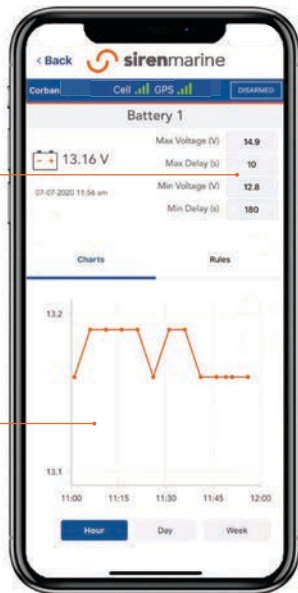 < Back sirenmarine
Corban Cell GPS DISARMED
Battery 1
Max Voltage (V) 14.9
13.16 V Max Delay (s) 10
07-07-2020 11:56 am Min Voltage (V) 12.8
Min Delay (s) 180
Charts Rules
13.2
13.1
11:00 11:15 11:30 11:45 12:00
Hour Day Week